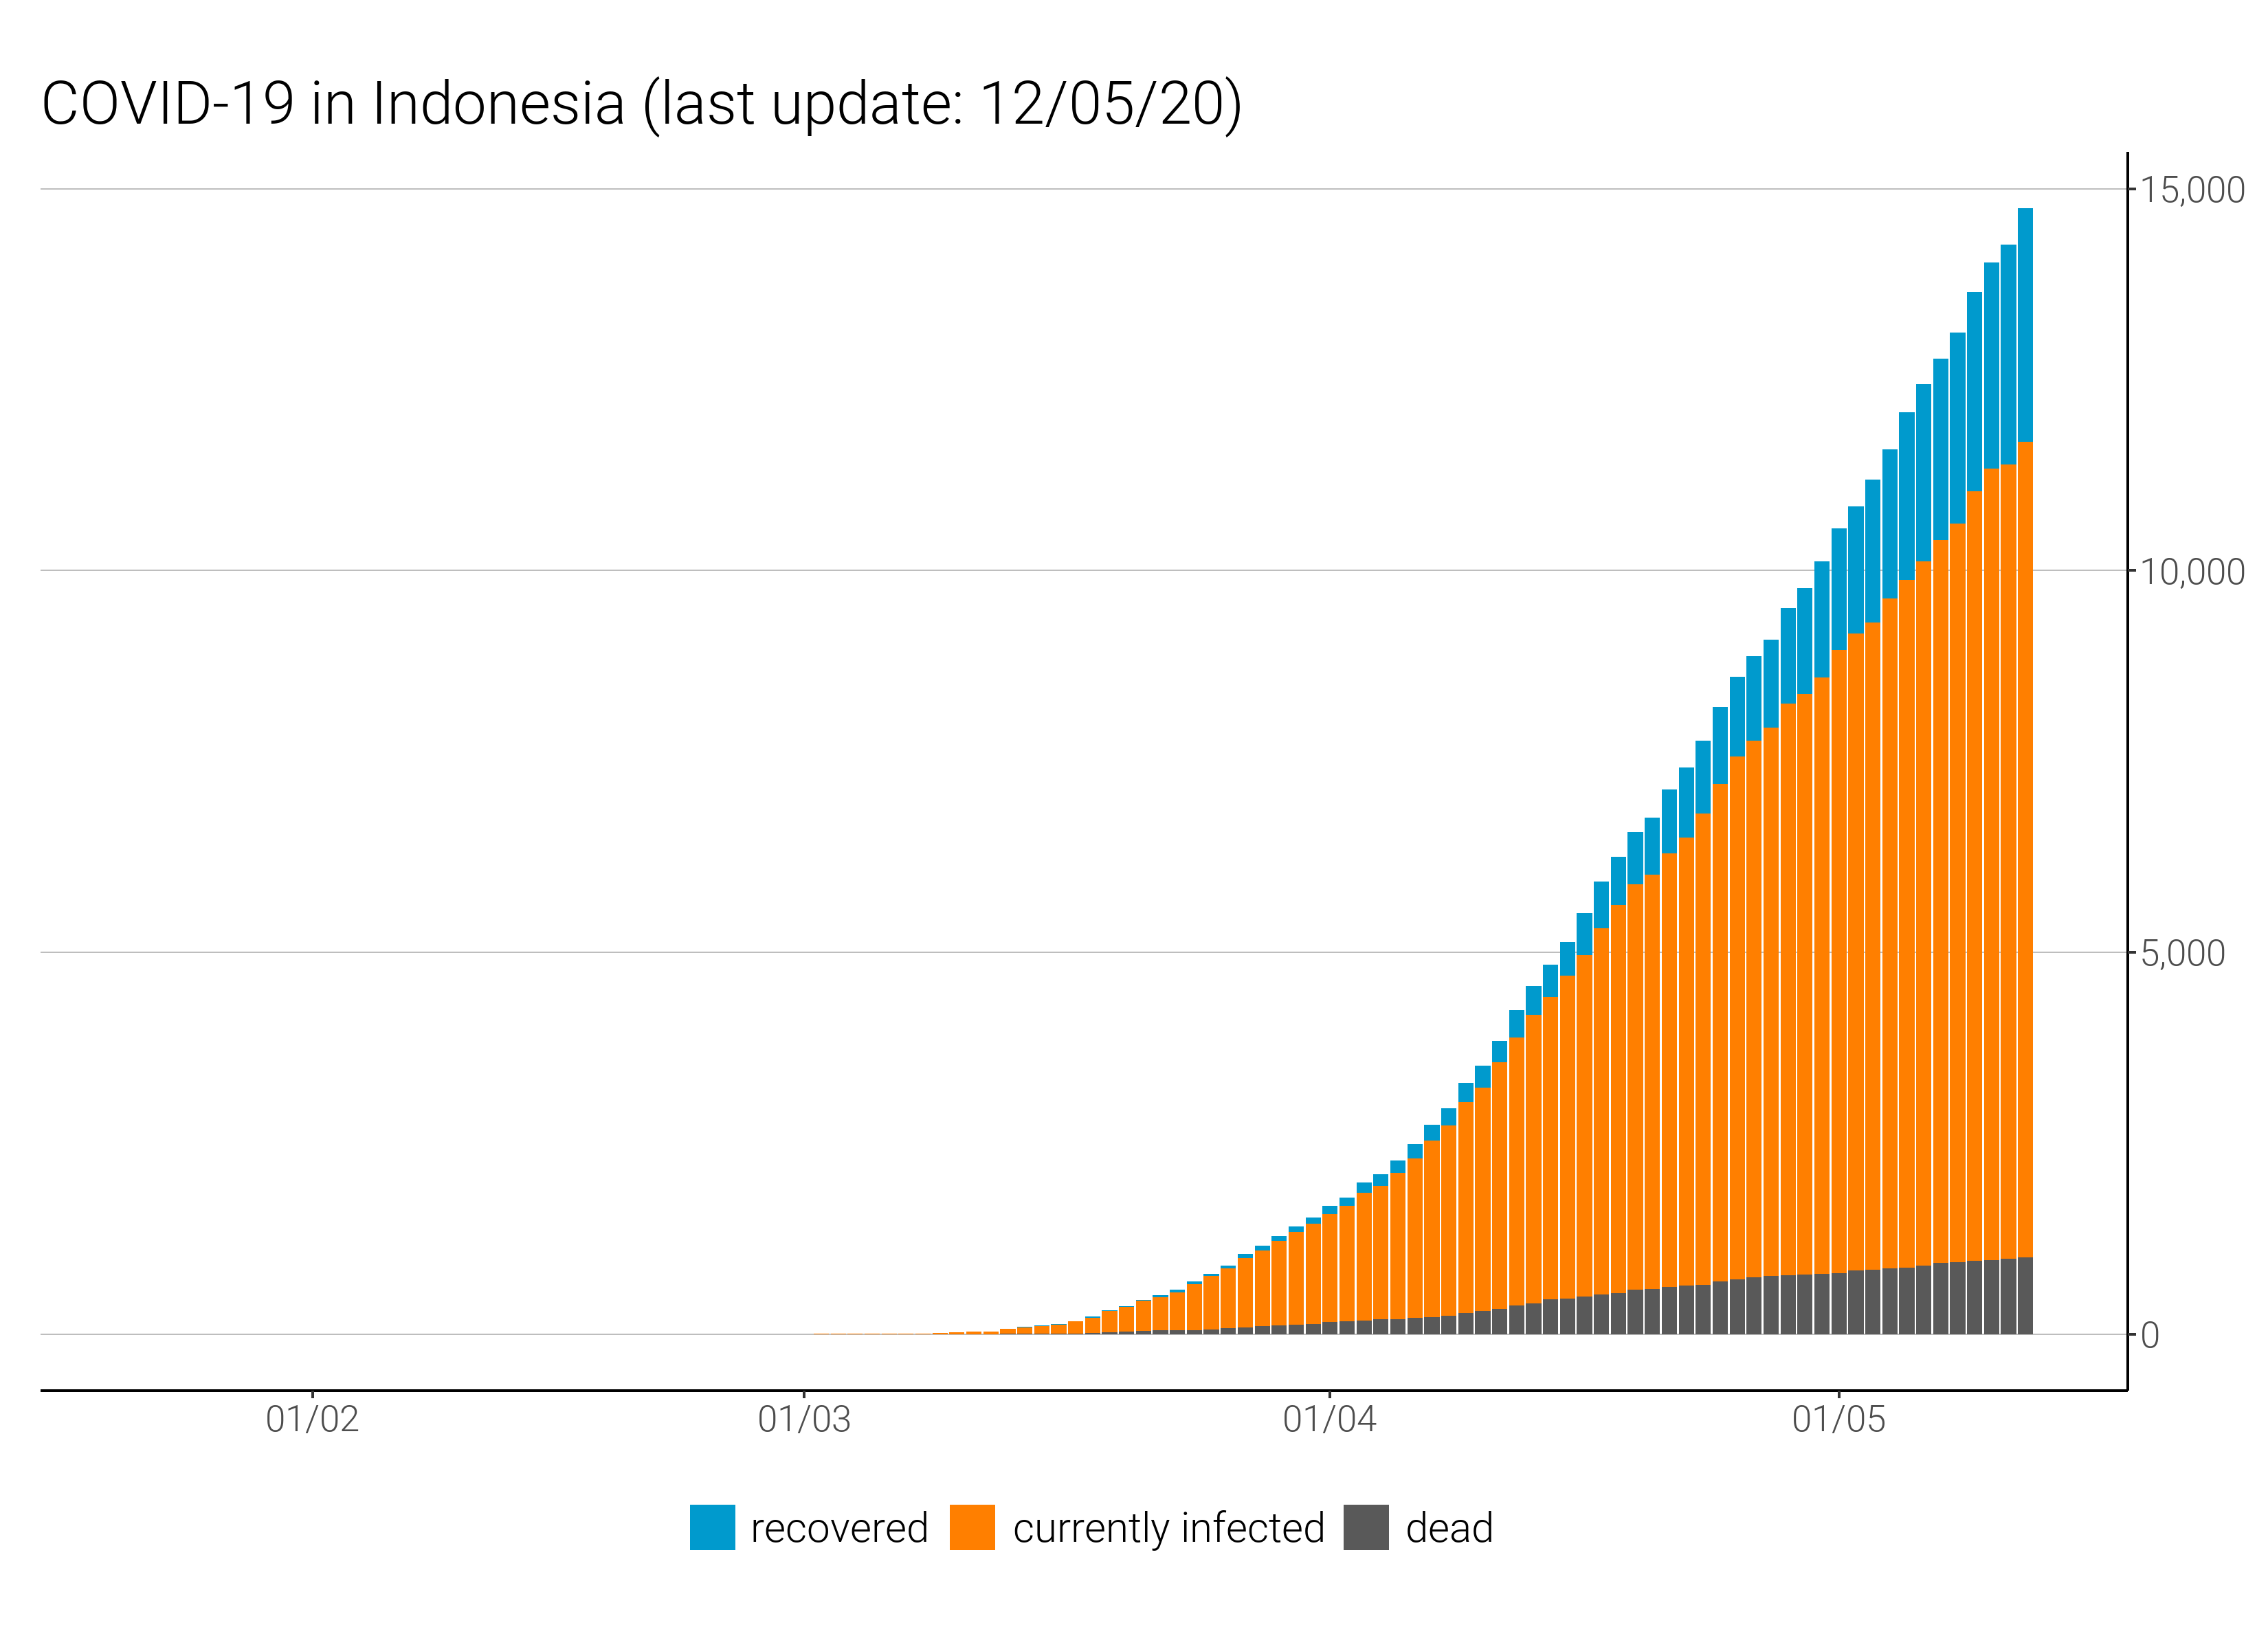 COVID-19 in Indonesia (last update: 12/05/20)
15,000
10,000
5,000
0
01/02 01/03 01/04 01/05
recovered currently infected dead